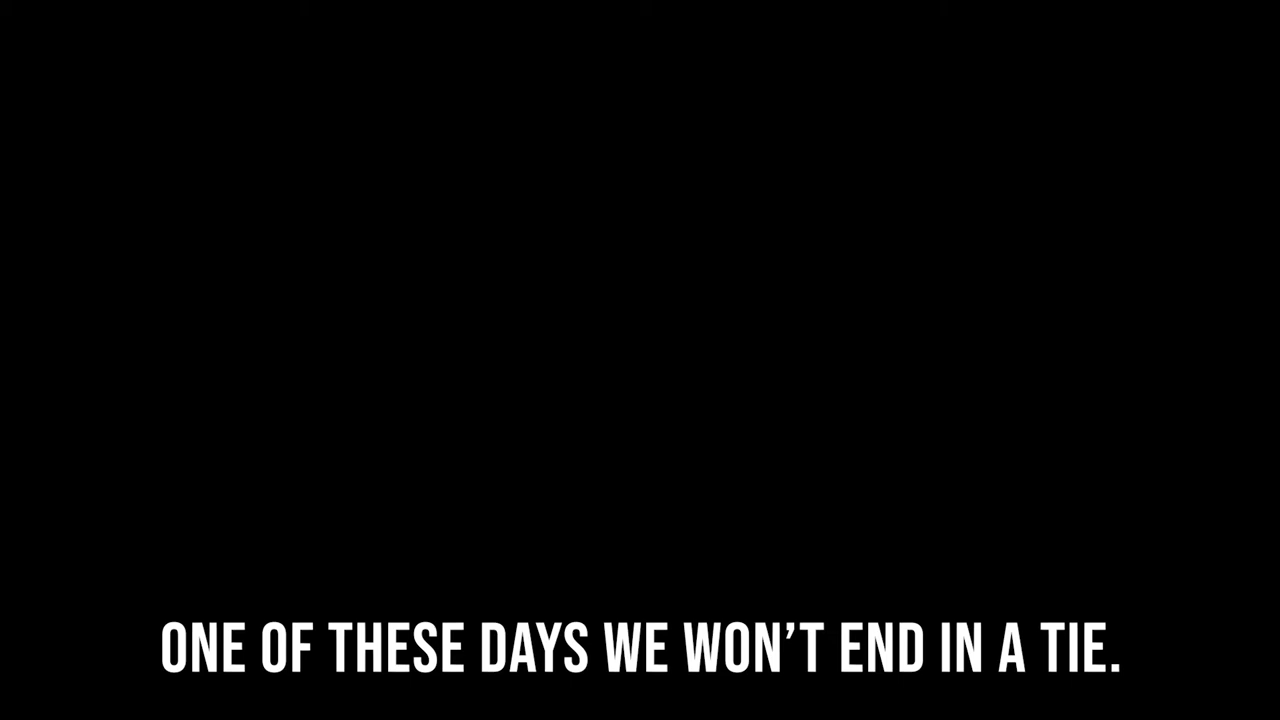 ONE OF THESE DAYS WE WON’T END IN A TIE.